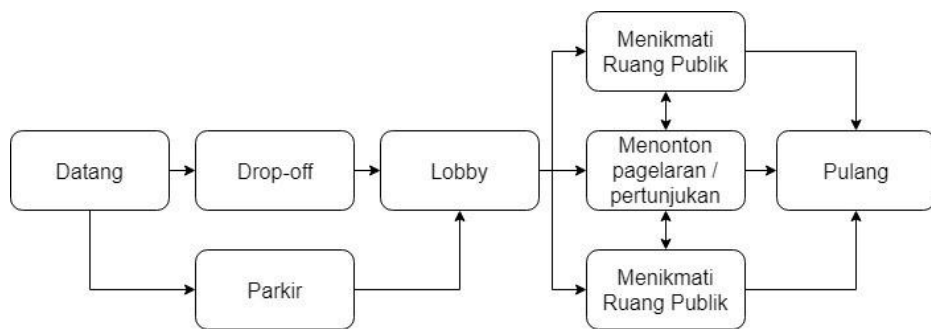 Menikmati
Ruang Publik
Datang
Drop-off
Lobby
Menonton
pagelaran /
pertunjukan
Pulang
Parkir
Menikmati
Ruang Publik